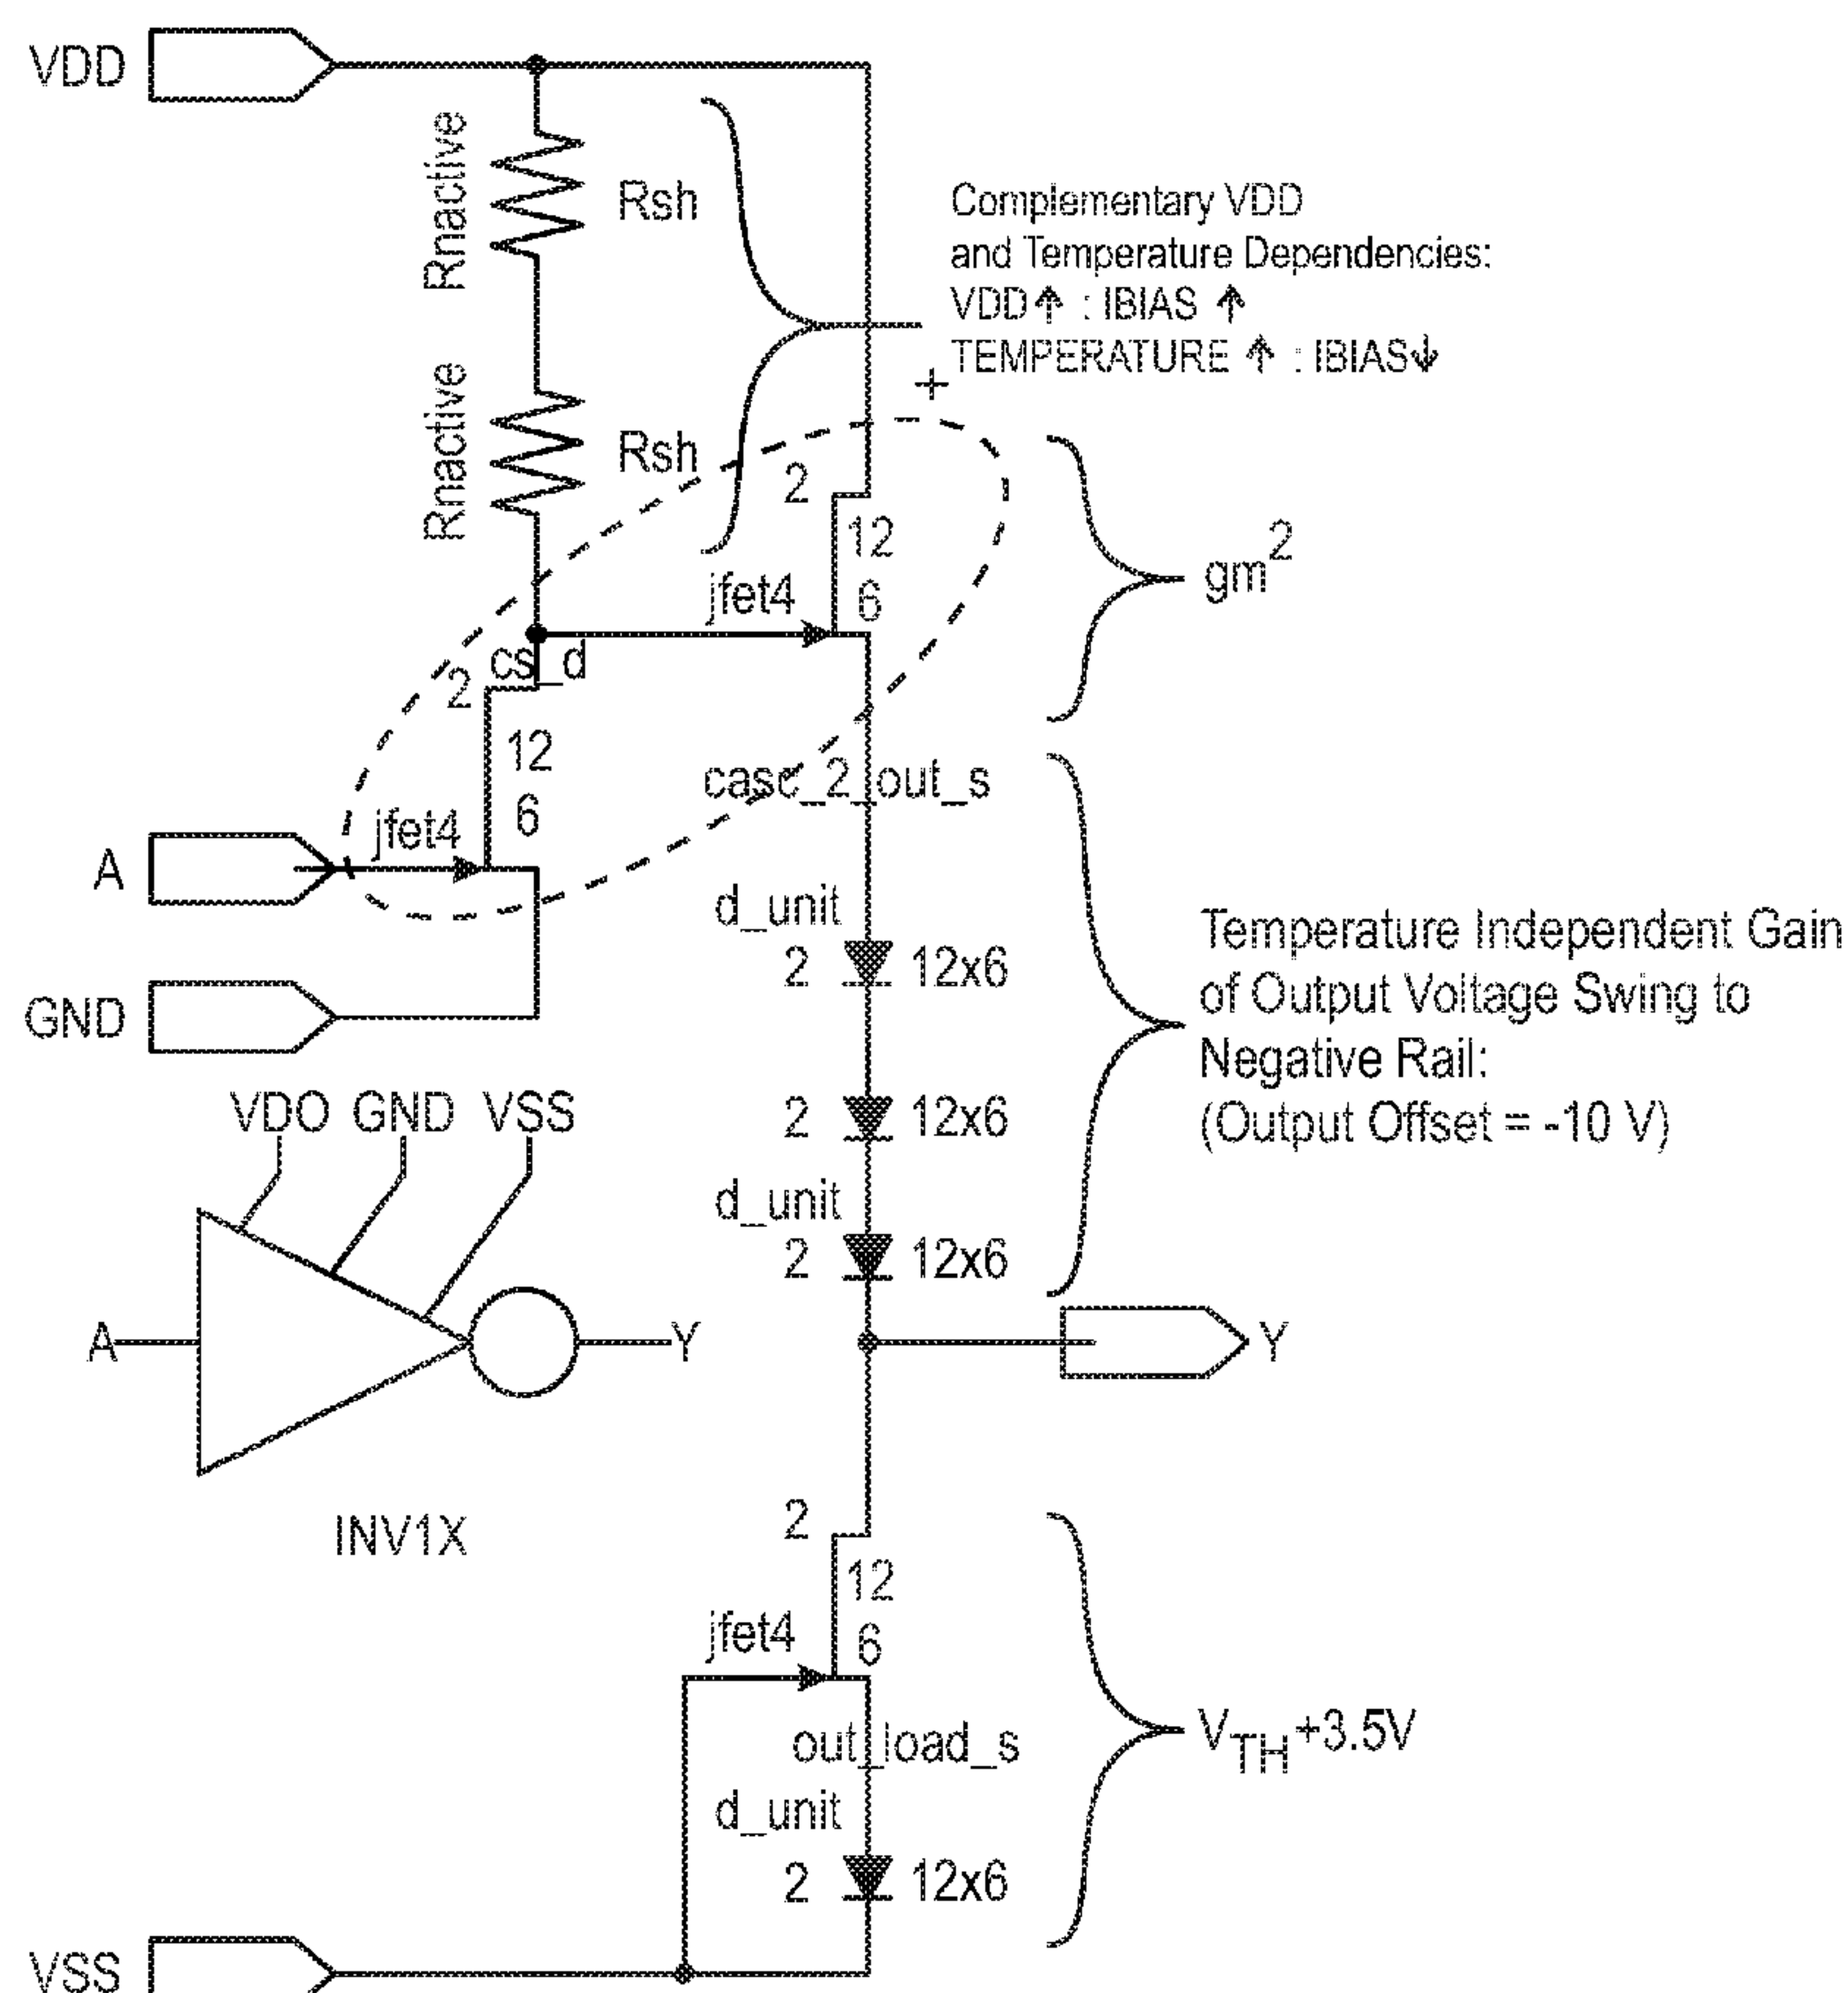 VDD
Rnactive
Rsh
Complementary VDD
and Temperature Dependencies:
VDD↑ : IBIAS ↑
TEMPERATURE ↑ : IBIAS↓
+
−
Rnactive
Rsh
2
12
6
jfet4
gm2
cs_d
2
12
6
jfet4
A
casc_2_out_s
GND
d_unit
2
12x6
Temperature Independent Gain
of Output Voltage Swing to
Negative Rail:
(Output Offset = -10 V)
2
12x6
d_unit
2
12x6
VDO GND VSS
A
Y
INV1X
Y
2
12
6
jfet4
out_load_s
VTH+3.5V
d_unit
2
12x6
VSS